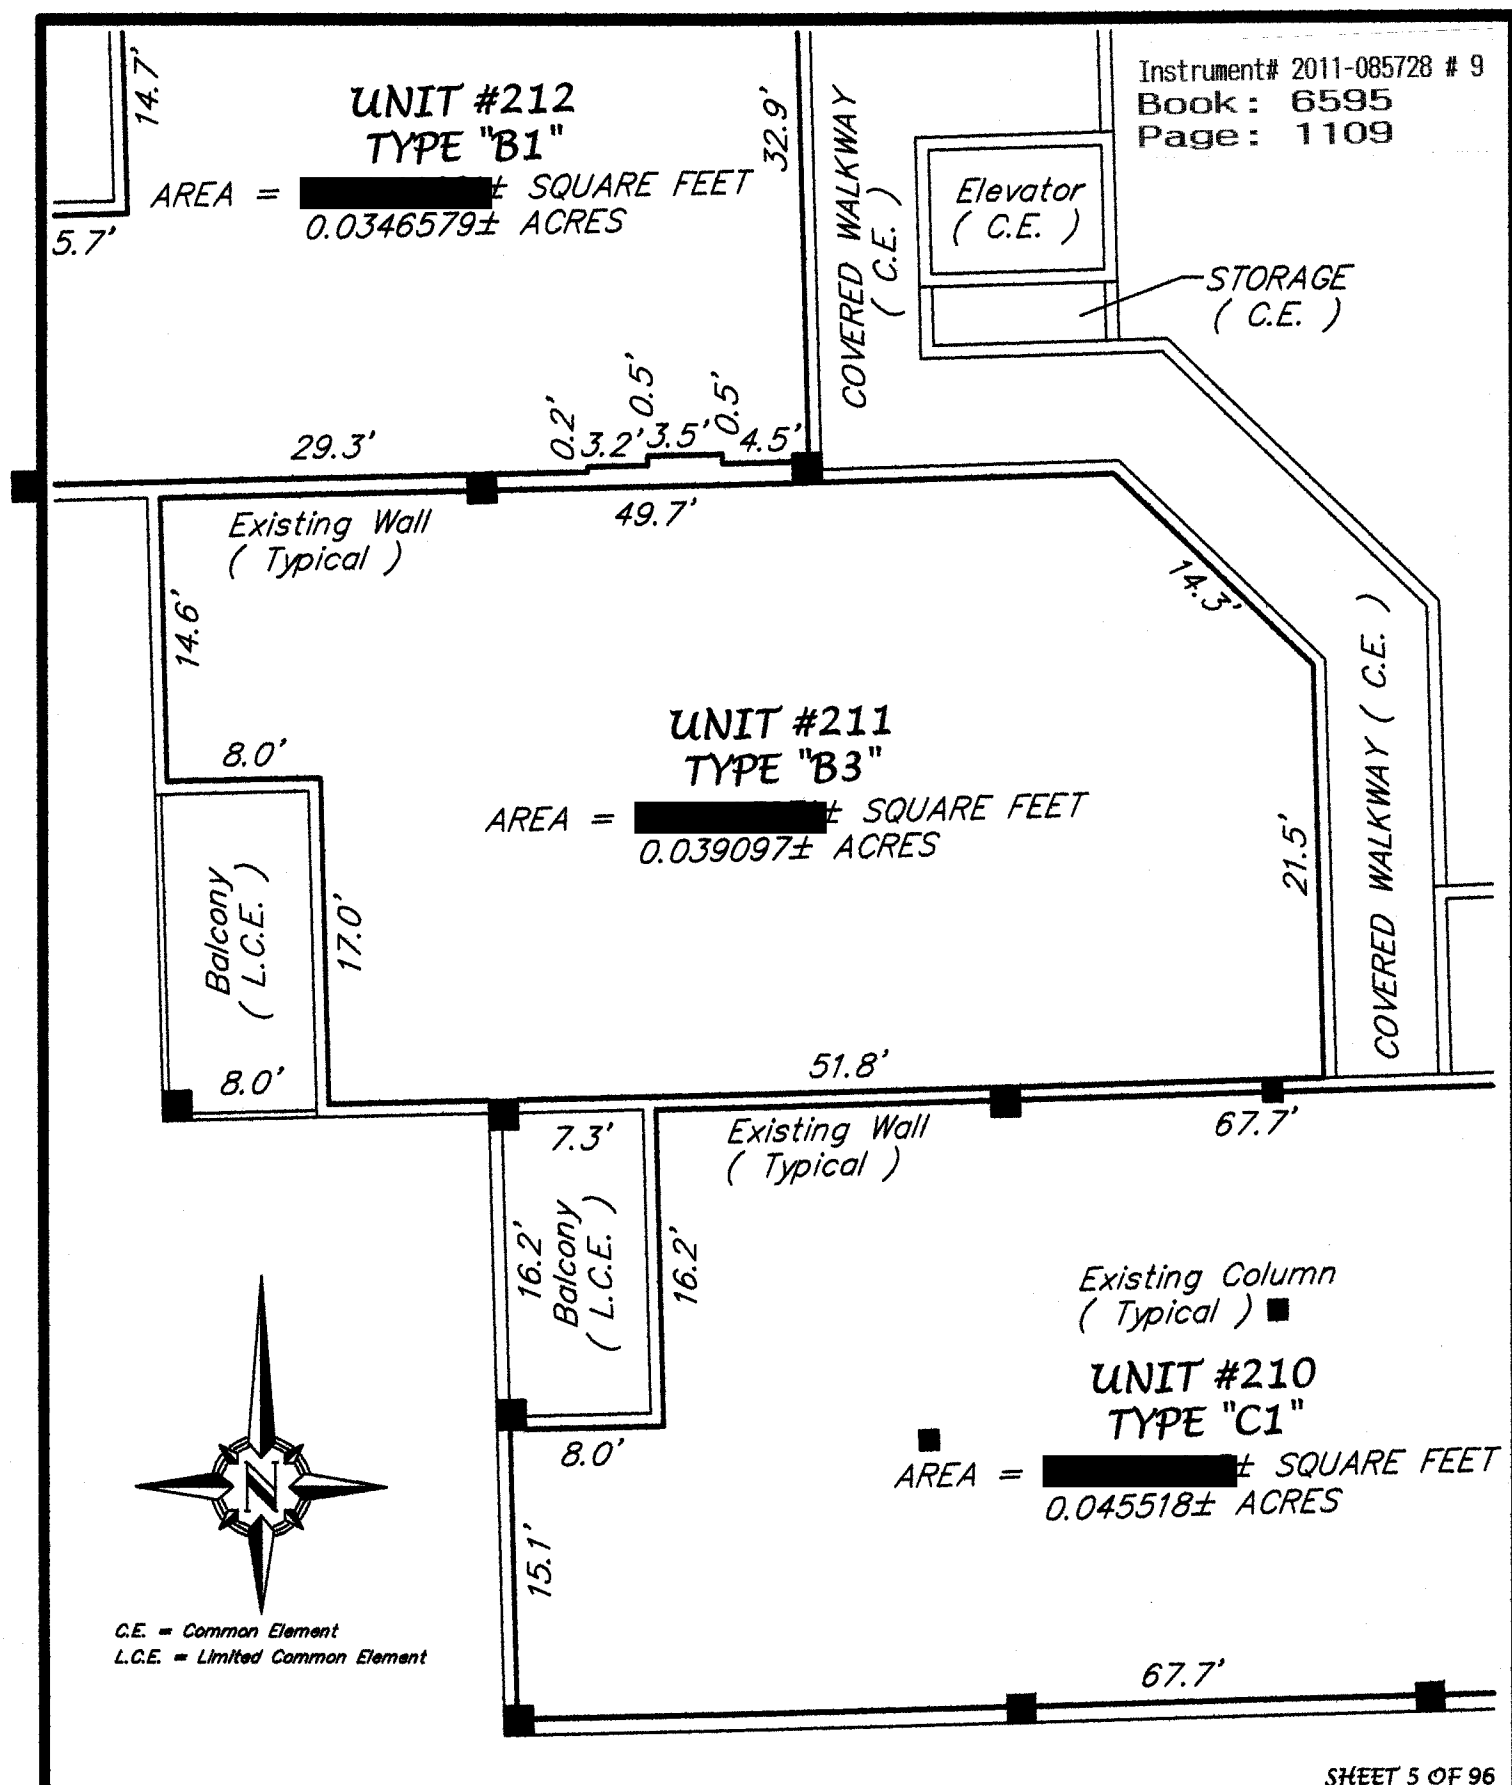 Instrument# 2011-085728 # 9
Book: 6595
Page: 1109
14.7'
UNIT #212
TYPE "B1"
AREA = ± SQUARE FEET
0.0346579± ACRES
5.7'
32.9'
COVERED WALKWAY
( C.E. )
Elevator
( C.E. )
STORAGE
( C.E. )
29.3'
0.2'
3.2'
0.5'
3.5'
0.5'
4.5'
49.7'
Existing Wall
( Typical )
14.6'
14.3'
8.0'
UNIT #211
TYPE "B3"
AREA = ± SQUARE FEET
0.039097± ACRES
21.5'
COVERED WALKWAY ( C.E. )
Balcony
( L.C.E. )
17.0'
8.0'
51.8'
7.3'
Existing Wall
( Typical )
67.7'
16.2'
Balcony
( L.C.E. )
16.2'
Existing Column
( Typical )
UNIT #210
TYPE "C1"
AREA = ± SQUARE FEET
0.045518± ACRES
8.0'
N
15.1'
C.E. = Common Element
L.C.E. = Limited Common Element
67.7'
SHEET 5 OF 96